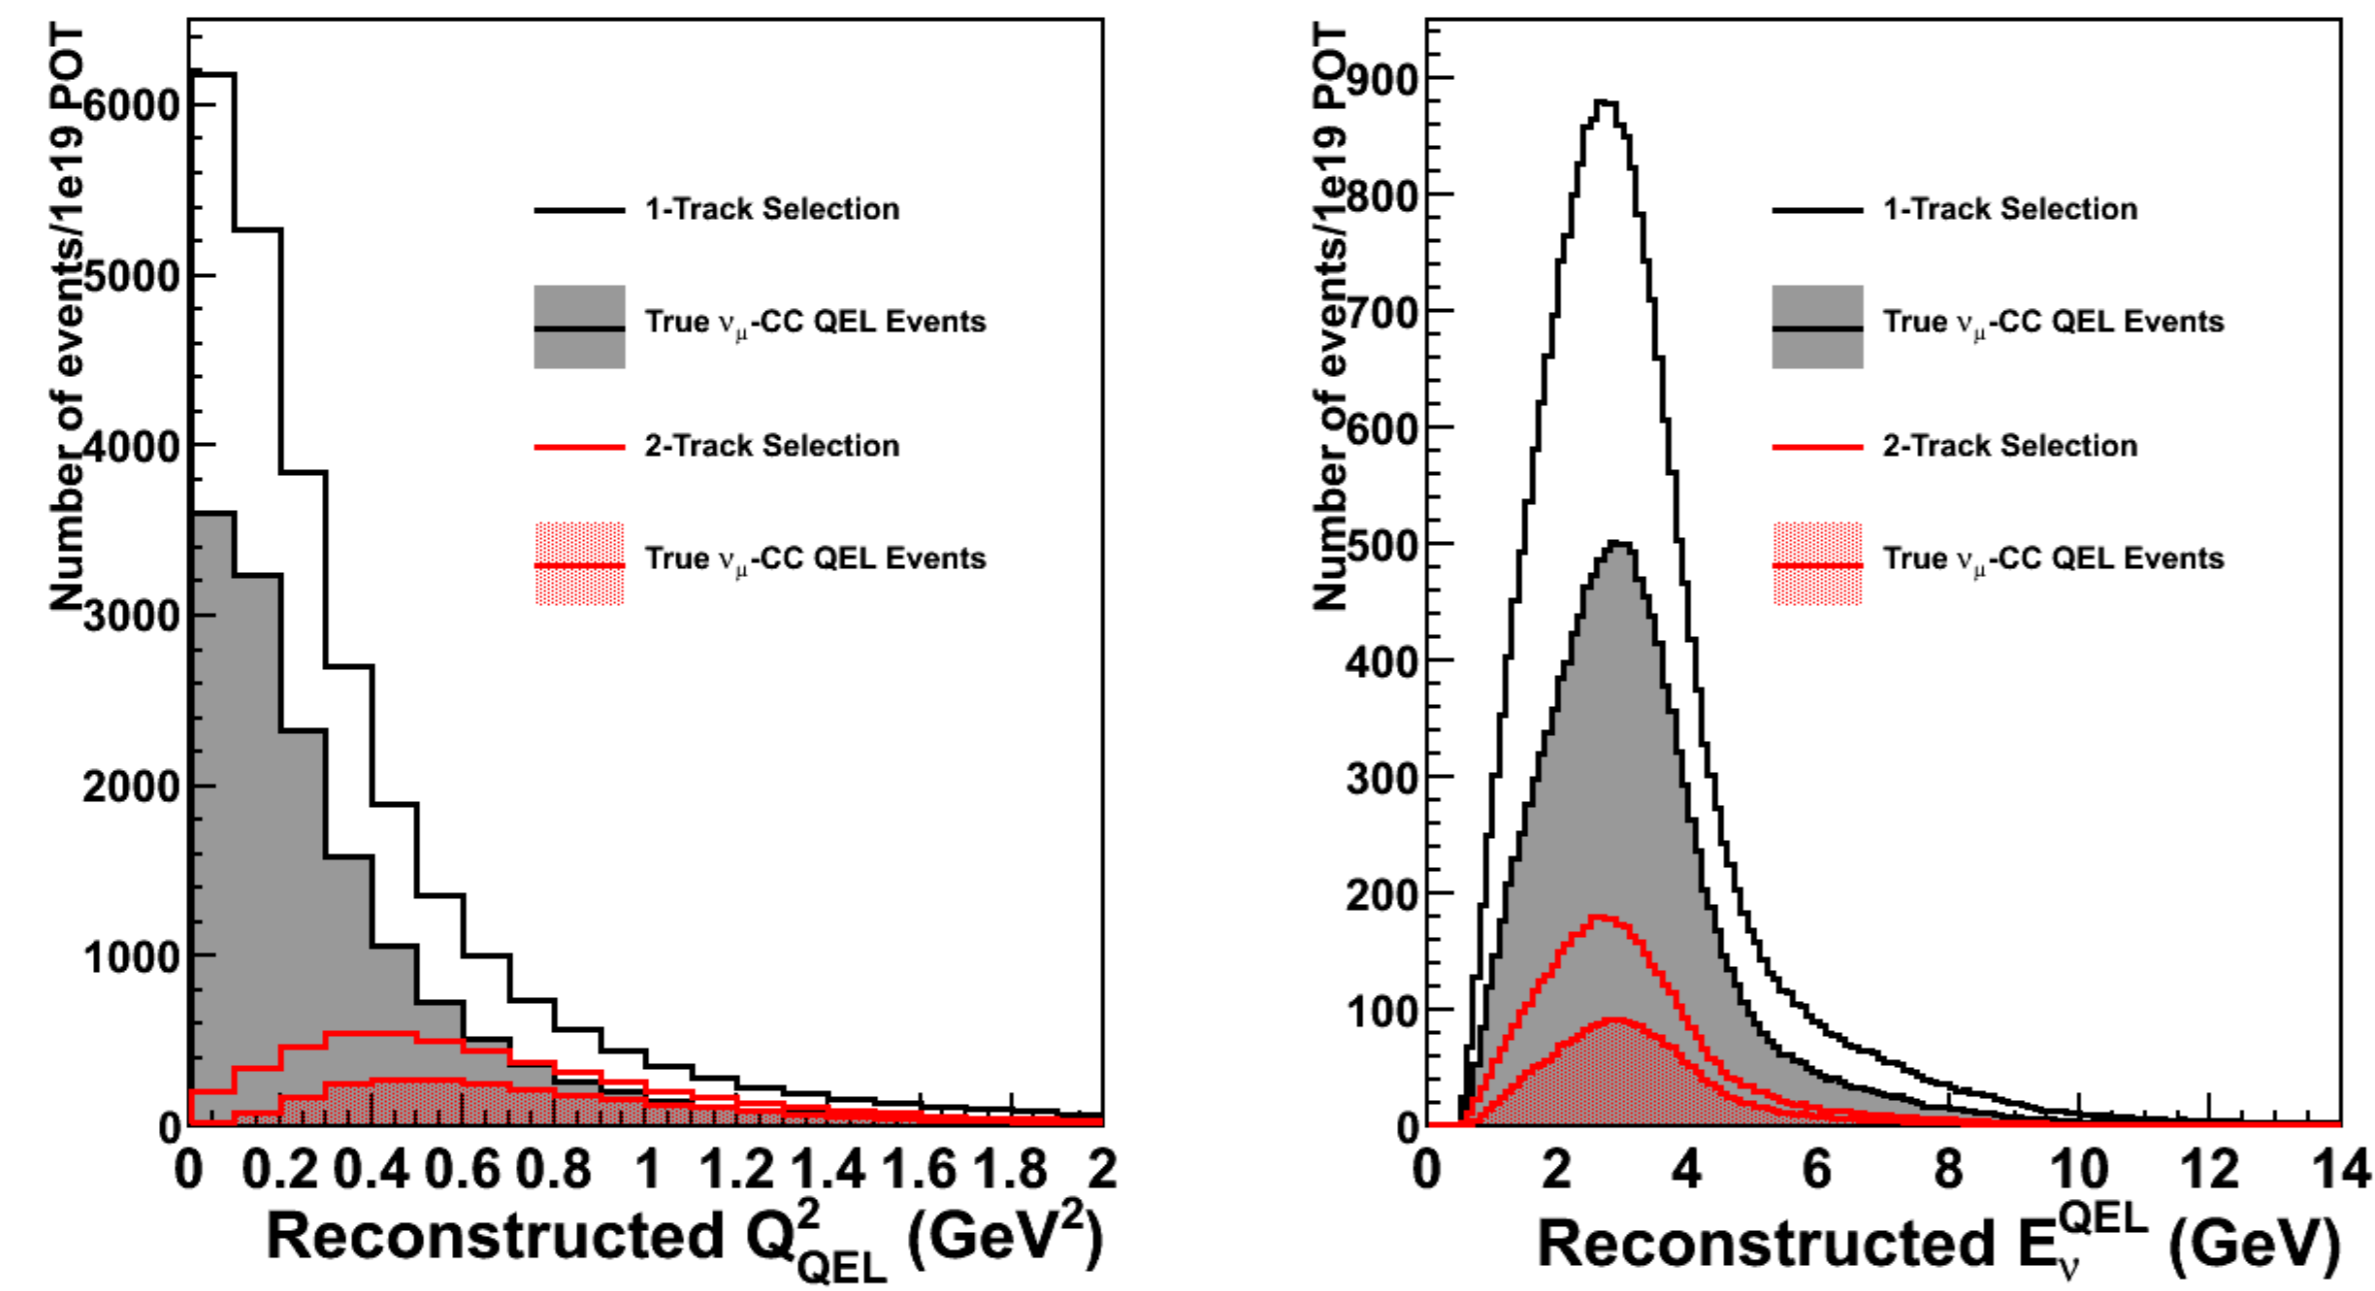 Number of events/1e19 POT
6000
5000
4000
3000
2000
1000
0
1-Track Selection
True νμ-CC QEL Events
2-Track Selection
True νμ-CC QEL Events
0 0.2 0.4 0.6 0.8 1 1.2 1.4 1.6 1.8 2
Reconstructed Q²QEL (GeV²)
Number of events/1e19 POT
900
800
700
600
500
400
300
200
100
0
1-Track Selection
True νμ-CC QEL Events
2-Track Selection
True νμ-CC QEL Events
0 2 4 6 8 10 12 14
Reconstructed EνQEL (GeV)